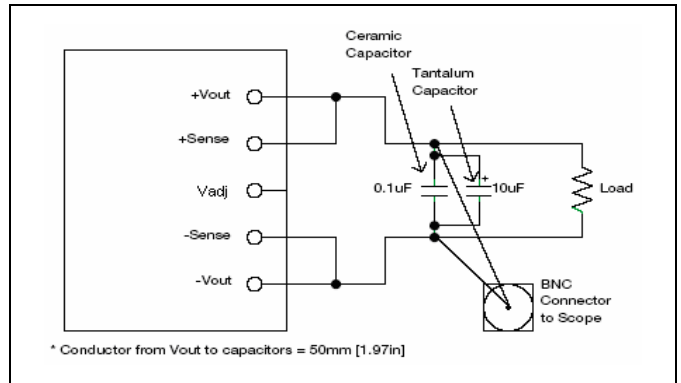 Ceramic
Capacitor
Tantalum
Capacitor
+Vout
+Sense
Vadj
-Sense
-Vout
0.1uF
+
10uF
Load
BNC
Connector
to Scope
* Conductor from Vout to capacitors = 50mm [1.97in]